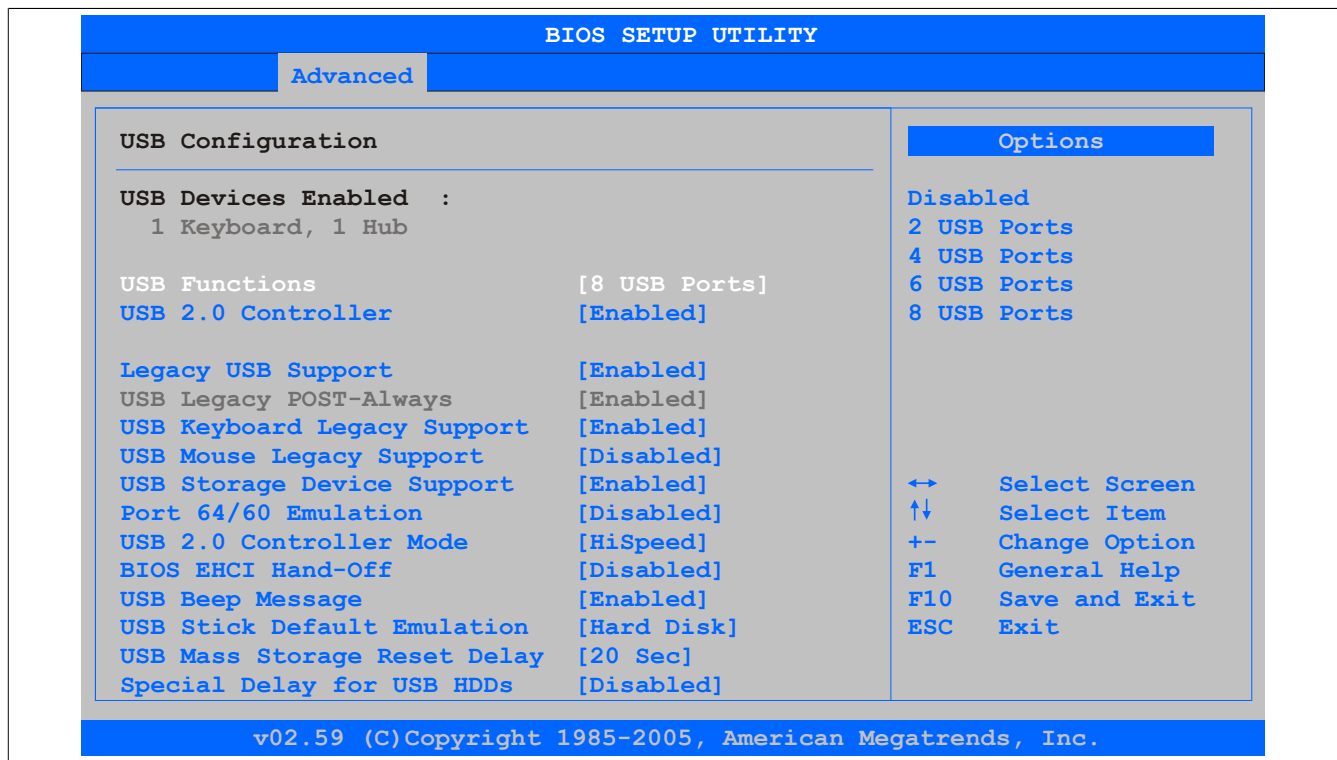 BIOS SETUP UTILITY
Advanced
USB Configuration
USB Devices Enabled :
1 Keyboard, 1 Hub
USB Functions [8 USB Ports]
USB 2.0 Controller [Enabled]
Legacy USB Support [Enabled]
USB Legacy POST-Always [Enabled]
USB Keyboard Legacy Support [Enabled]
USB Mouse Legacy Support [Disabled]
USB Storage Device Support [Enabled]
Port 64/60 Emulation [Disabled]
USB 2.0 Controller Mode [HiSpeed]
BIOS EHCI Hand-Off [Disabled]
USB Beep Message [Enabled]
USB Stick Default Emulation [Hard Disk]
USB Mass Storage Reset Delay [20 Sec]
Special Delay for USB HDDs [Disabled]
Options
Disabled
2 USB Ports
4 USB Ports
6 USB Ports
8 USB Ports
↔ Select Screen
↑↓ Select Item
+- Change Option
F1 General Help
F10 Save and Exit
ESC Exit
v02.59 (C)Copyright 1985-2005, American Megatrends, Inc.